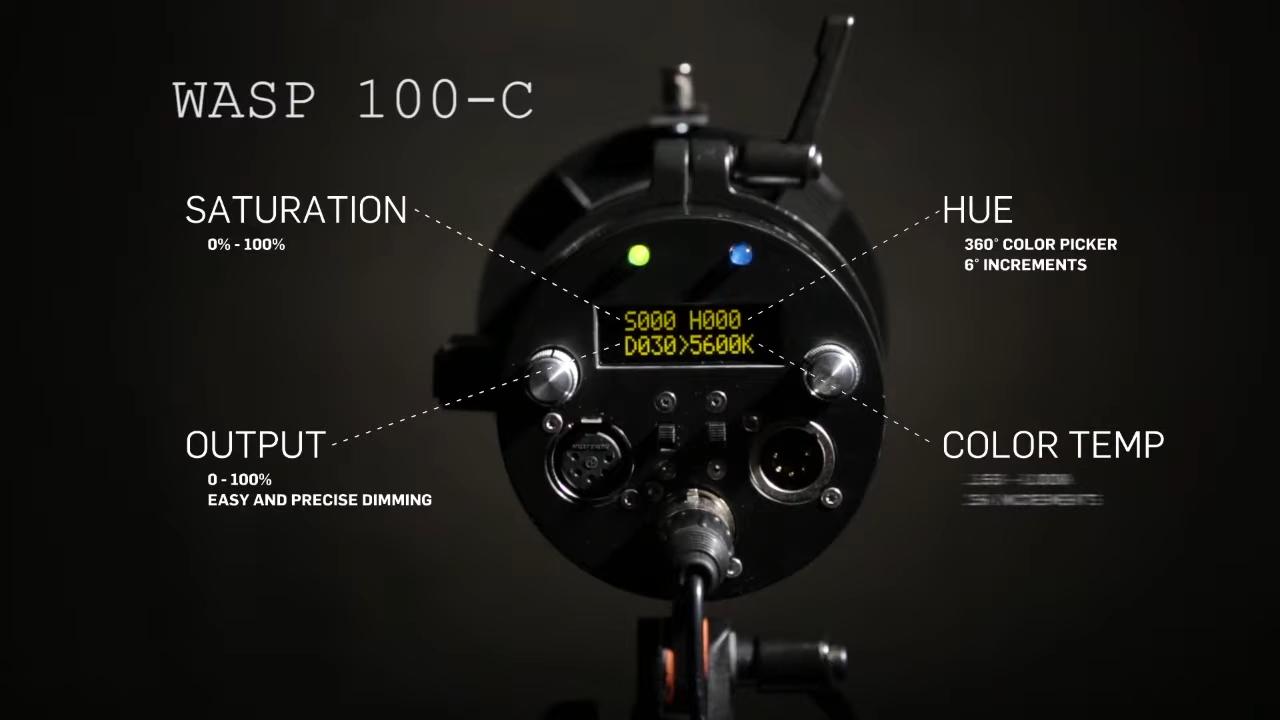 WASP 100-C
SATURATION
0% - 100%
HUE
360° COLOR PICKER
6° INCREMENTS
S000 H000
D030>5600K
OUTPUT
0 - 100%
EASY AND PRECISE DIMMING
COLOR TEMP